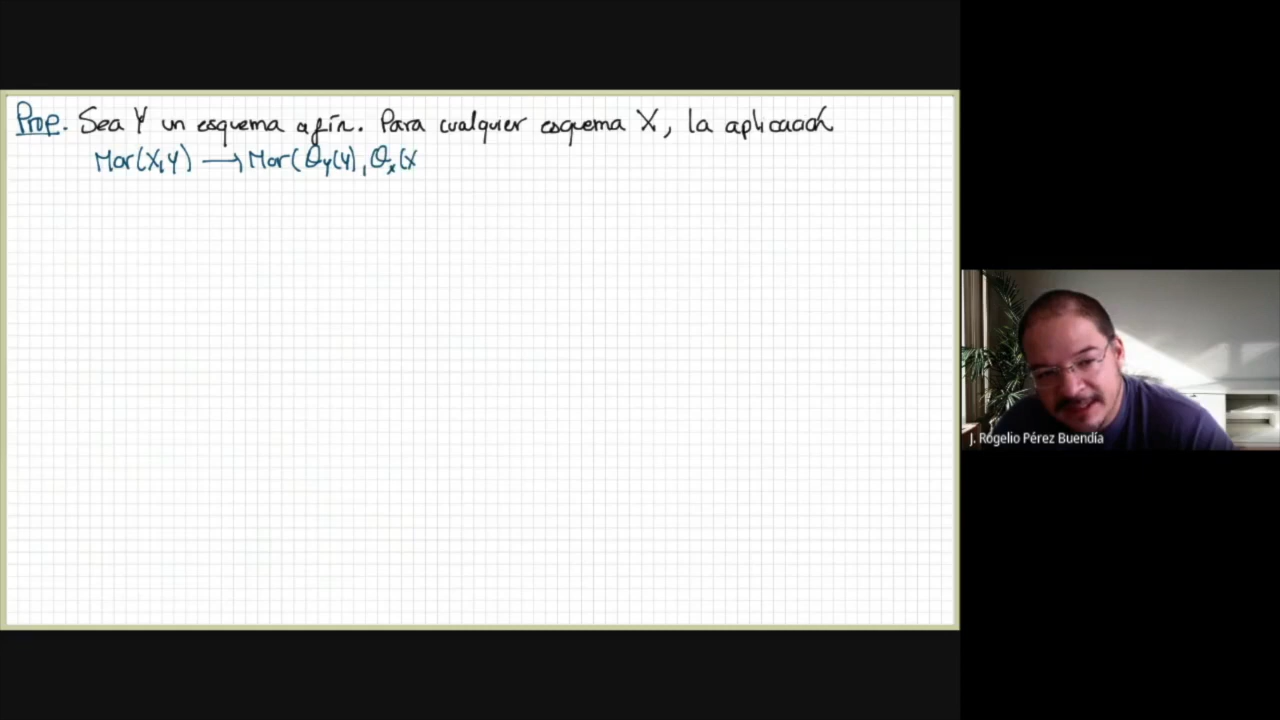 Prop. Sea Y un esquema afín. Para cualquier esquema X, la aplicación
Mor(X,Y) → Mor(O_Y(Y), O_X(X
J. Rogelio Pérez Buendía